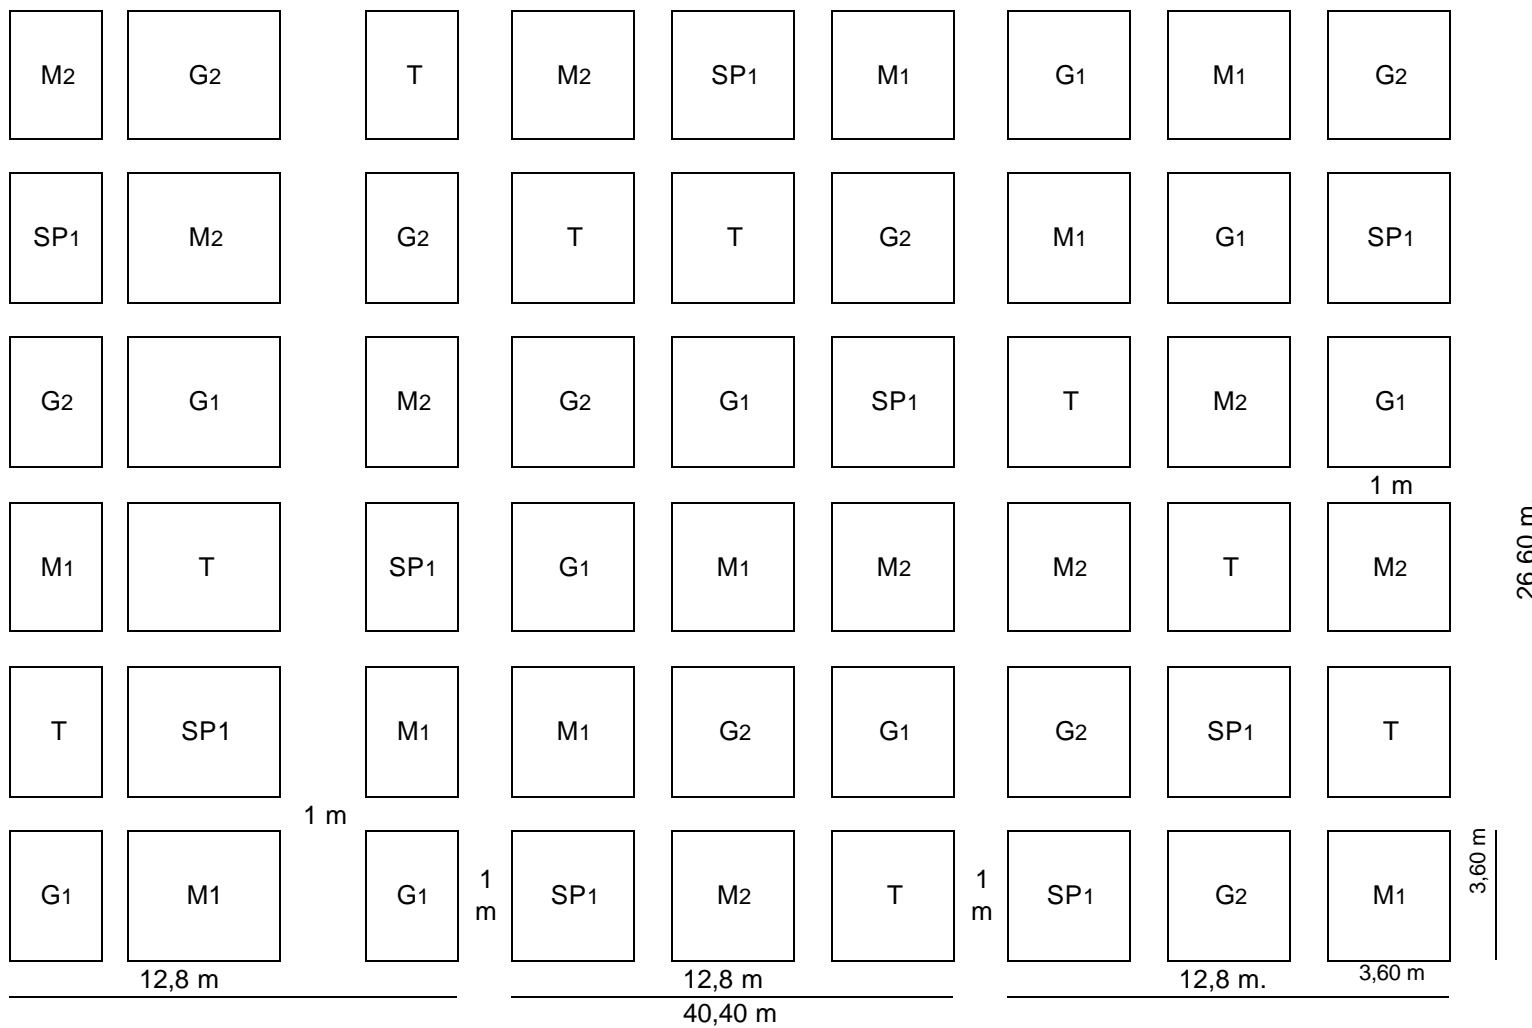 M2 G2 T M2 SP1 M1 G1 M1 G2
SP1 M2 G2 T T G2 M1 G1 SP1
G2 G1 M2 G2 G1 SP1 T M2 G1
1 m
M1 T SP1 G1 M1 M2 M2 T M2
26,60 m.
T SP1 M1 M1 G2 G1 G2 SP1 T
1 m
G1 M1 G1 1 m SP1 M2 T 1 m SP1 G2 M1 3,60 m
12,8 m 12,8 m 12,8 m. 3,60 m
40,40 m